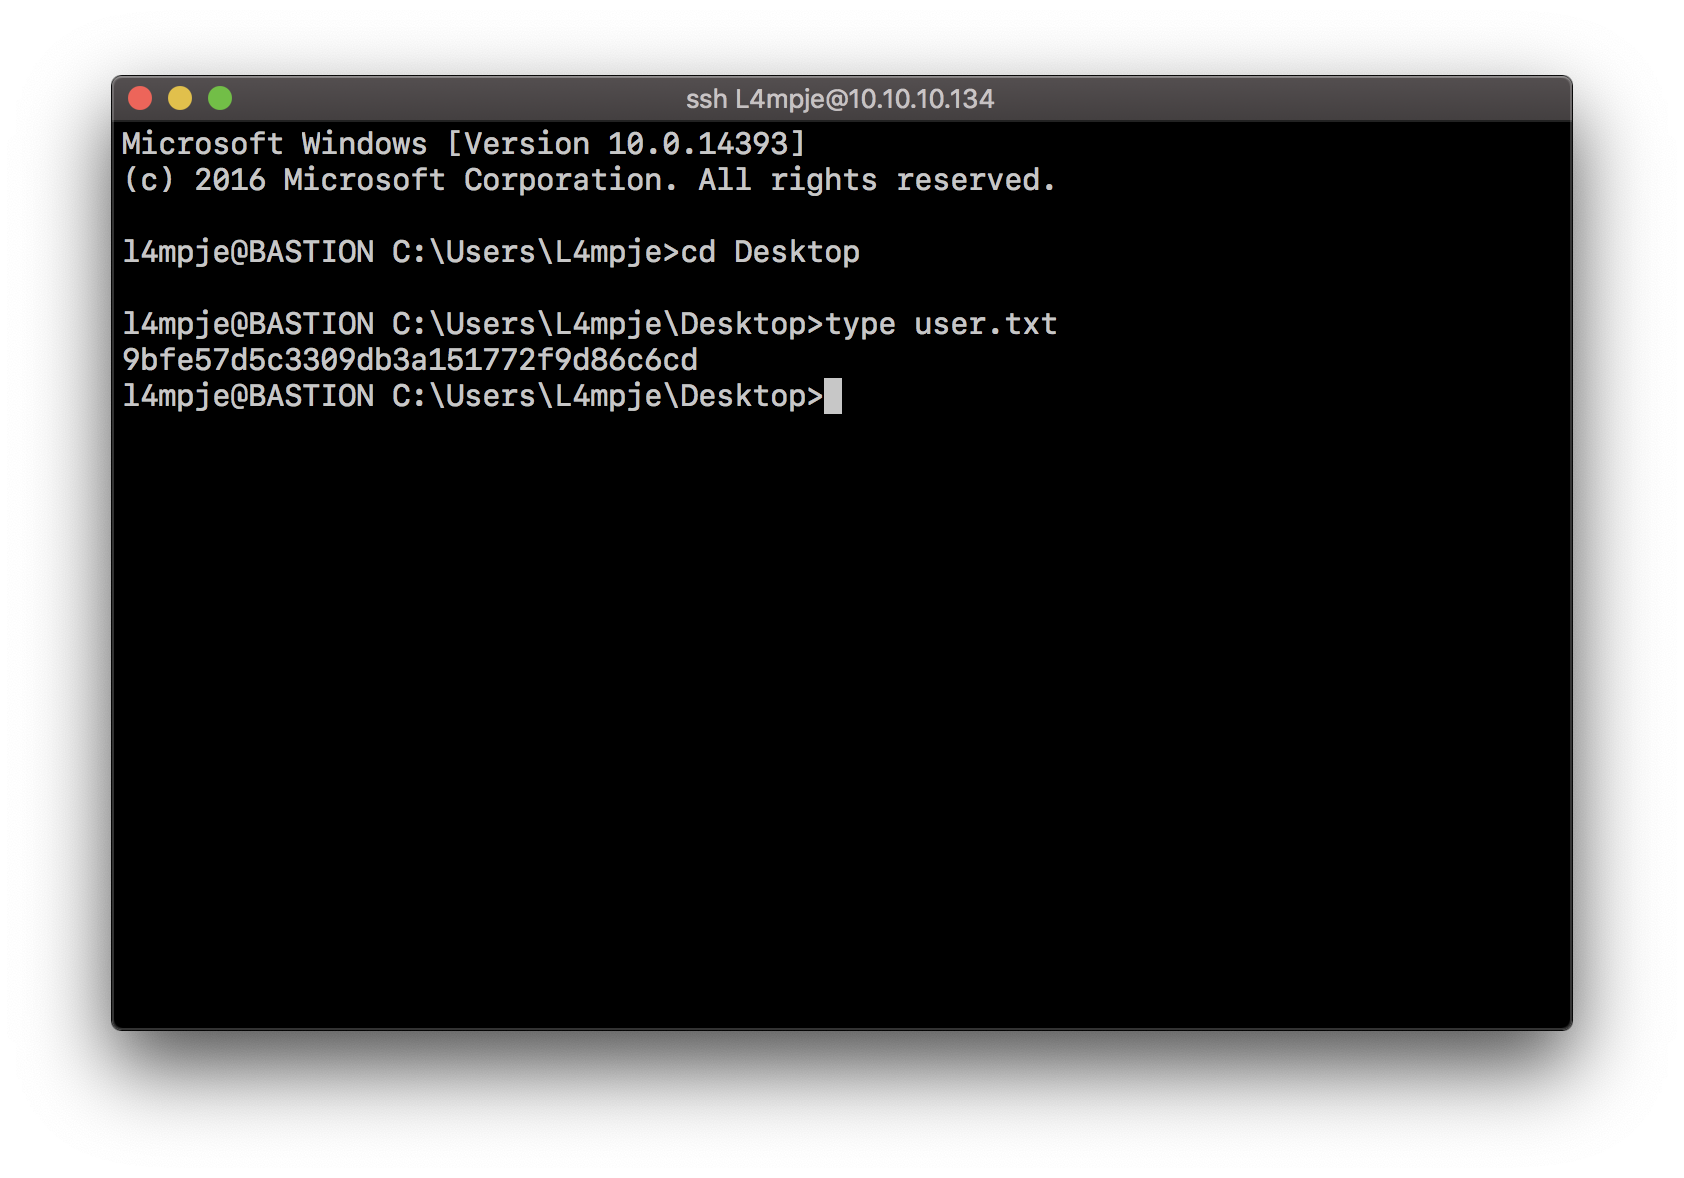 ssh L4mpje@10.10.10.134
Microsoft Windows [Version 10.0.14393]
(c) 2016 Microsoft Corporation. All rights reserved.
l4mpje@BASTION C:\Users\L4mpje>cd Desktop
l4mpje@BASTION C:\Users\L4mpje\Desktop>type user.txt
9bfe57d5c3309db3a151772f9d86c6cd
l4mpje@BASTION C:\Users\L4mpje\Desktop>